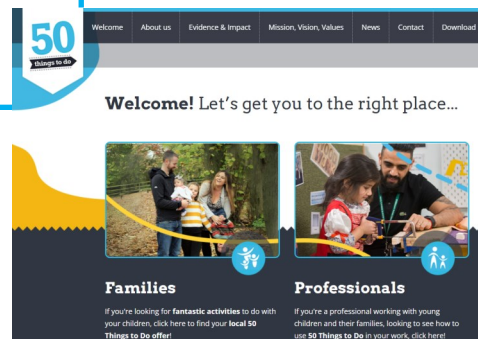 50
things to do
Welcome About us Evidence & Impact Mission, Vision, Values News Contact Download
Welcome! Let's get you to the right place...
Families
If you're looking for fantastic activities to do with
your children, click here to find your local 50
Things to Do offer!
Professionals
If you're a professional working with young
children and their families, looking to see how to
use 50 Things to Do in your work, click here!